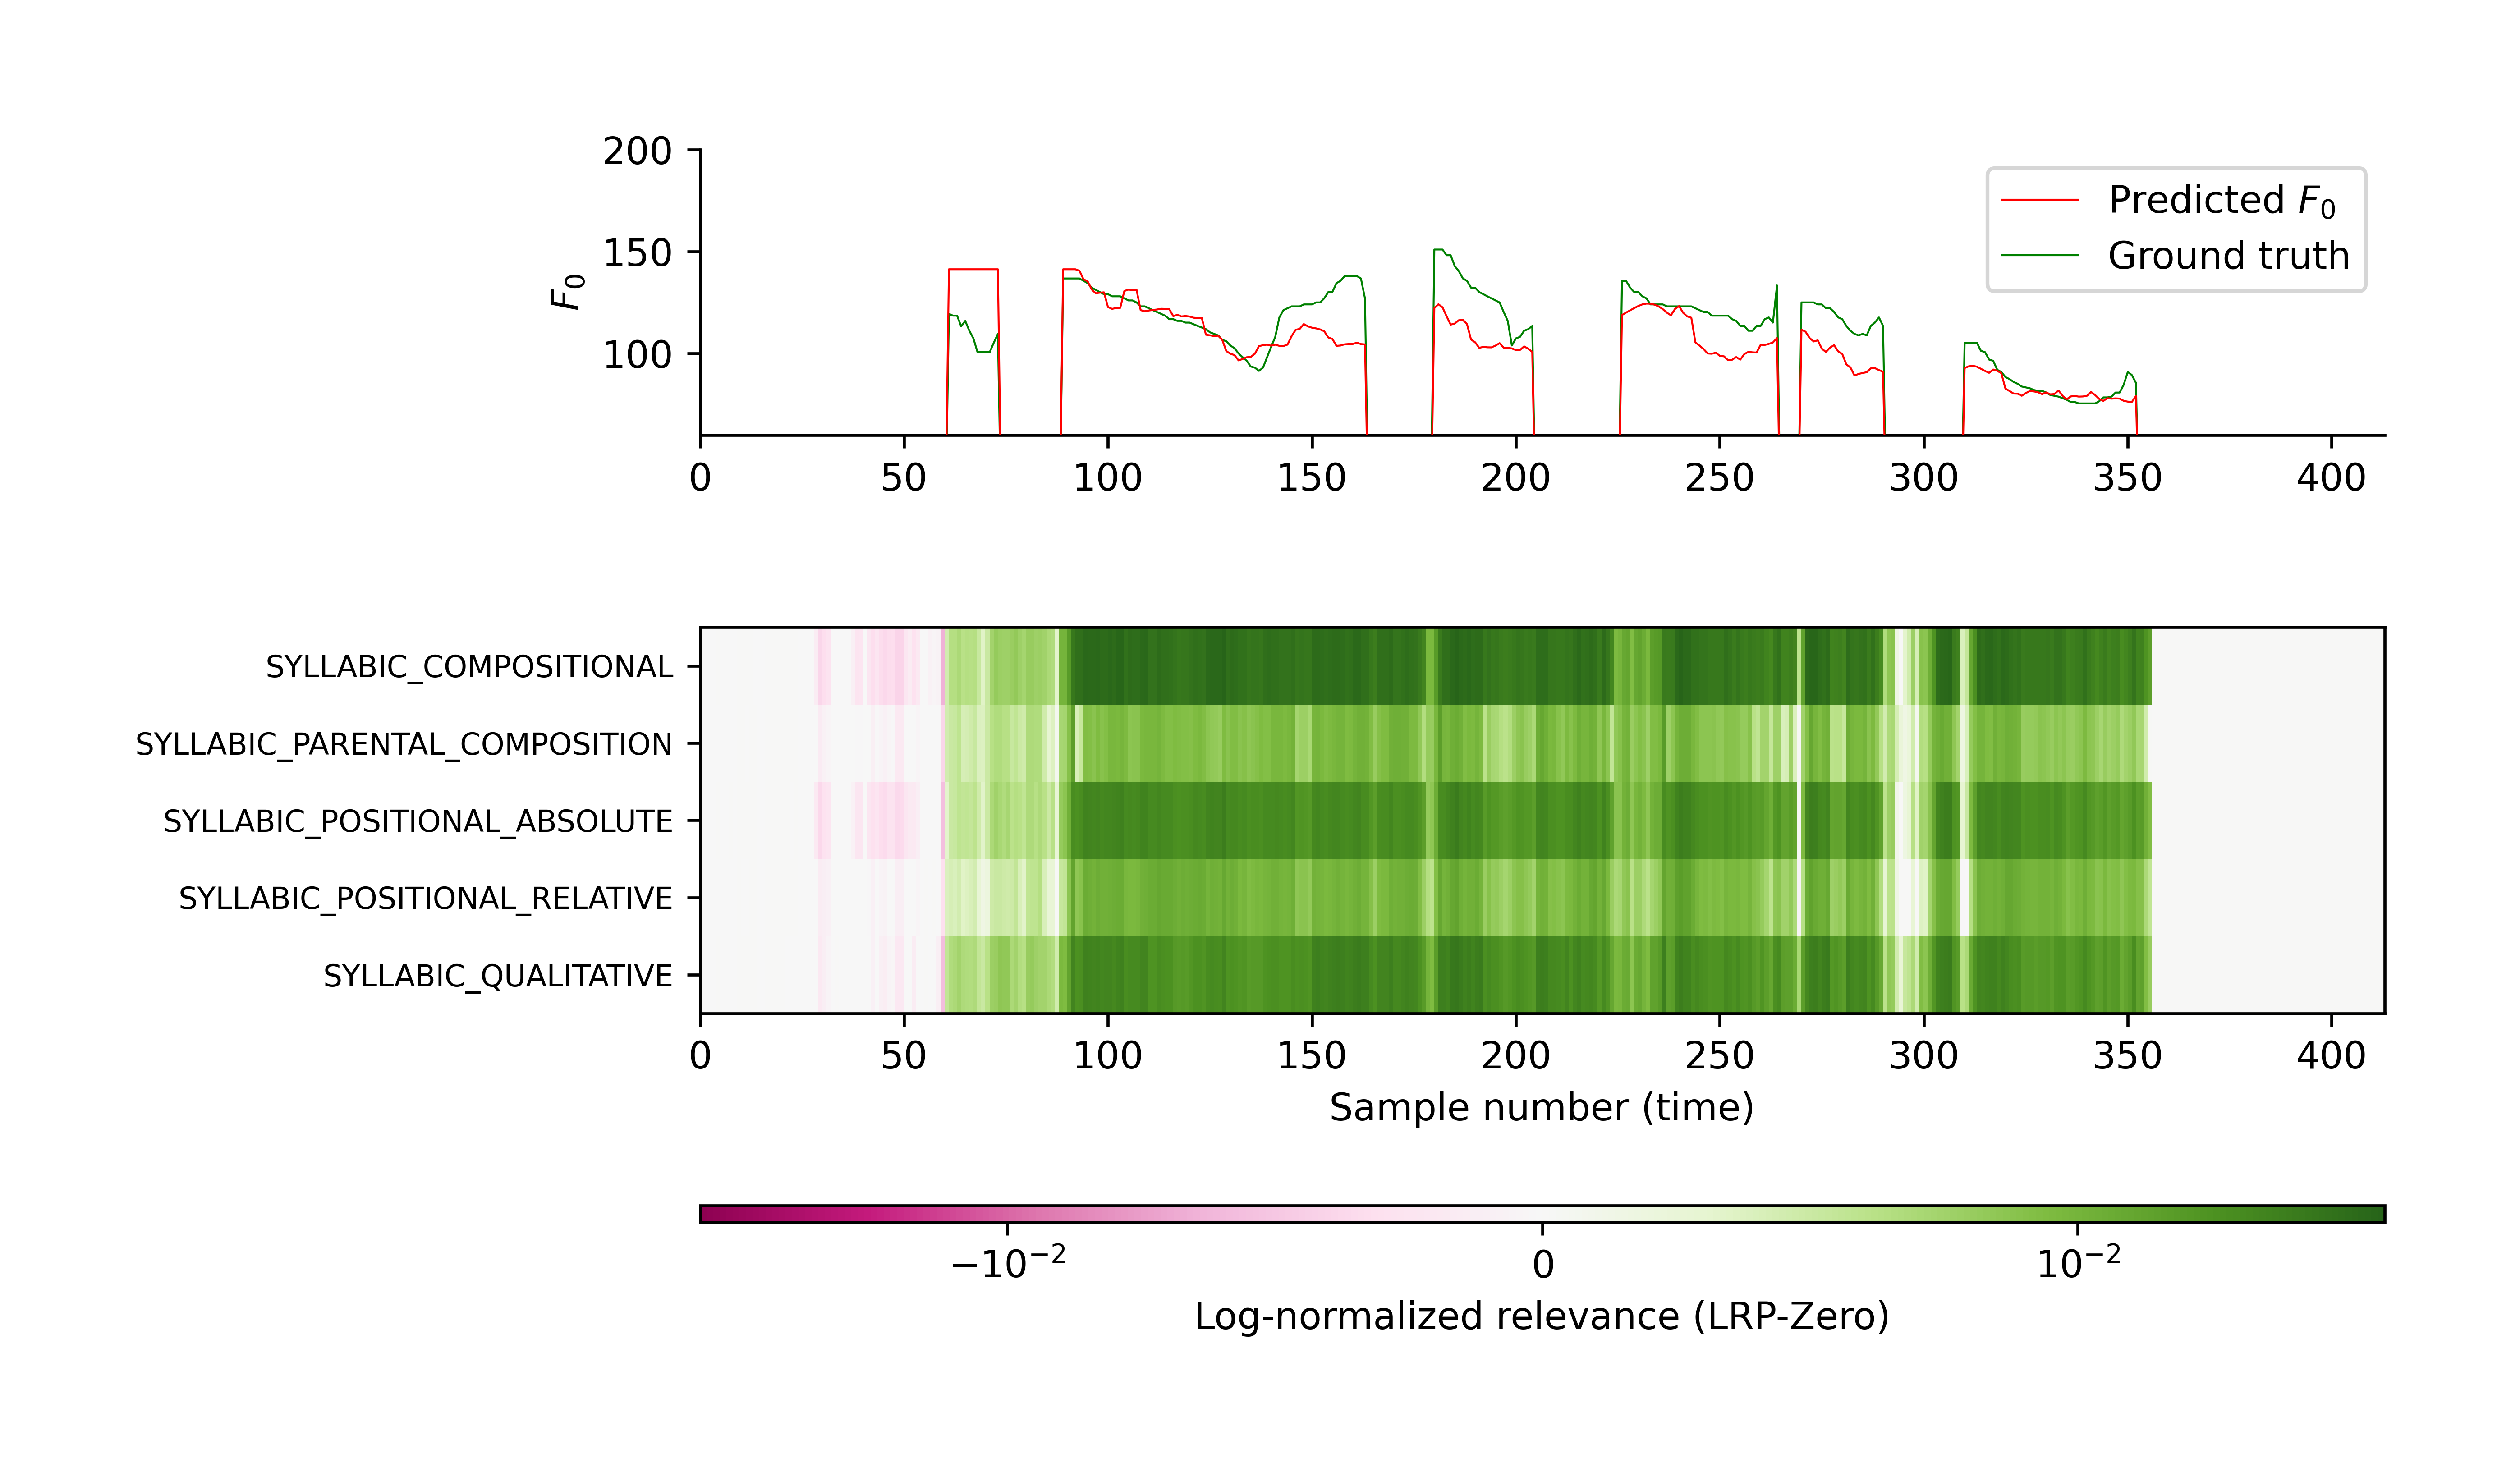 200
150
100
F₀
Predicted F₀
Ground truth
0 50 100 150 200 250 300 350 400
SYLLABIC_COMPOSITIONAL
SYLLABIC_PARENTAL_COMPOSITION
SYLLABIC_POSITIONAL_ABSOLUTE
SYLLABIC_POSITIONAL_RELATIVE
SYLLABIC_QUALITATIVE
0 50 100 150 200 250 300 350 400
Sample number (time)
−10⁻² 0 10⁻²
Log-normalized relevance (LRP-Zero)